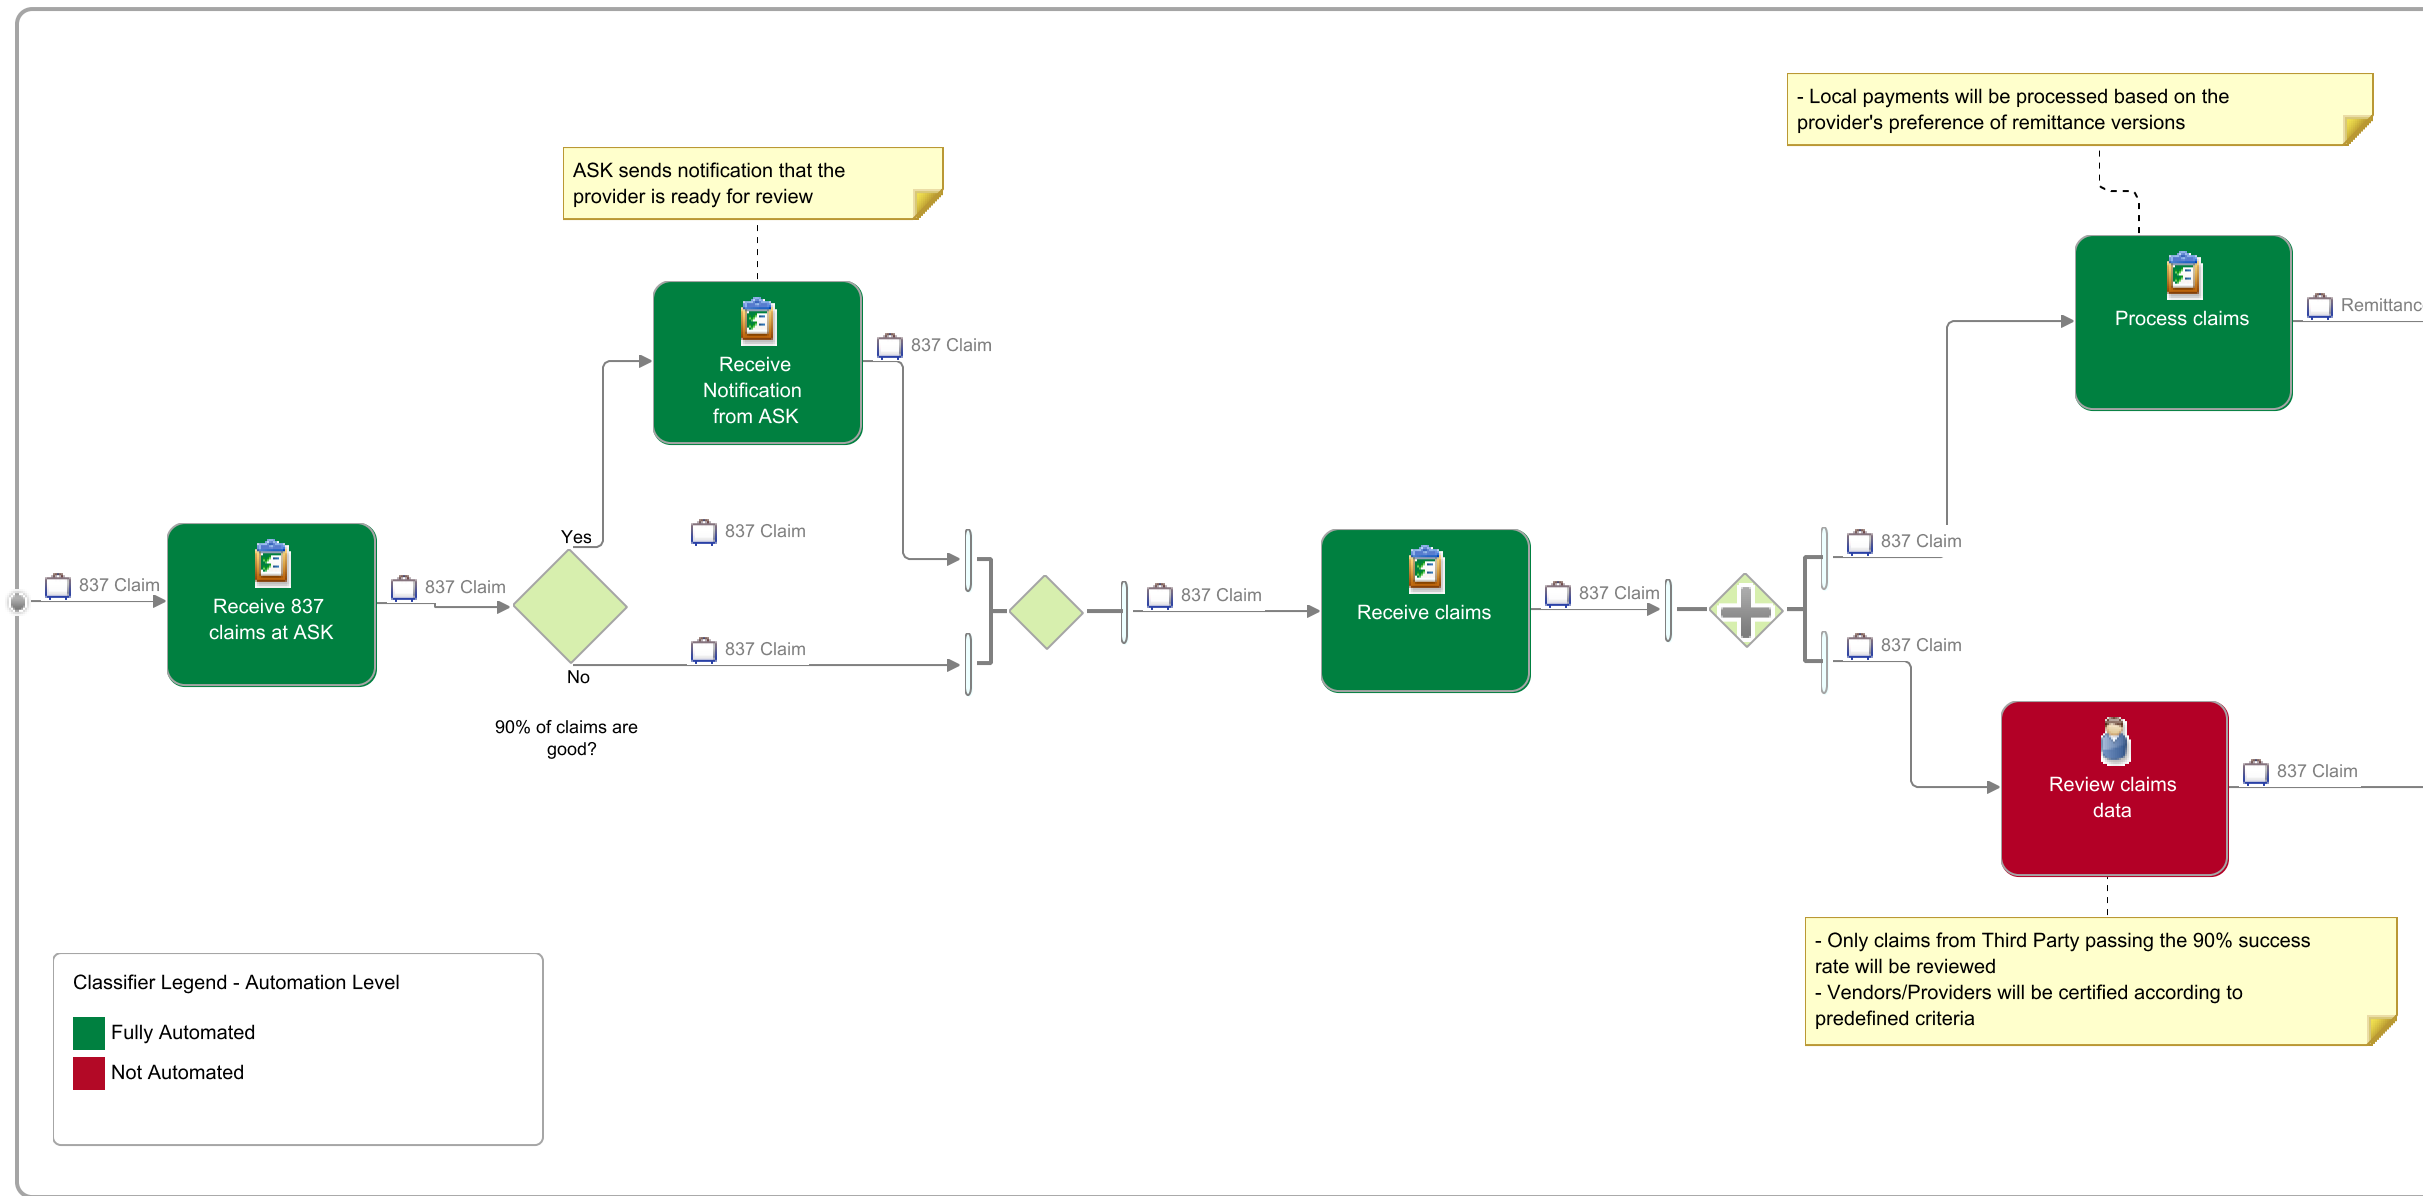 - Local payments will be processed based on the
provider's preference of remittance versions
ASK sends notification that the
provider is ready for review
Receive
Notification
from ASK
837 Claim
Process claims
Remittanc
Yes
837 Claim
837 Claim
Receive 837
claims at ASK
837 Claim
No
837 Claim
90% of claims are
good?
837 Claim
Receive claims
837 Claim
837 Claim
837 Claim
Review claims
data
837 Claim
- Only claims from Third Party passing the 90% success
rate will be reviewed
- Vendors/Providers will be certified according to
predefined criteria
Classifier Legend - Automation Level
Fully Automated
Not Automated